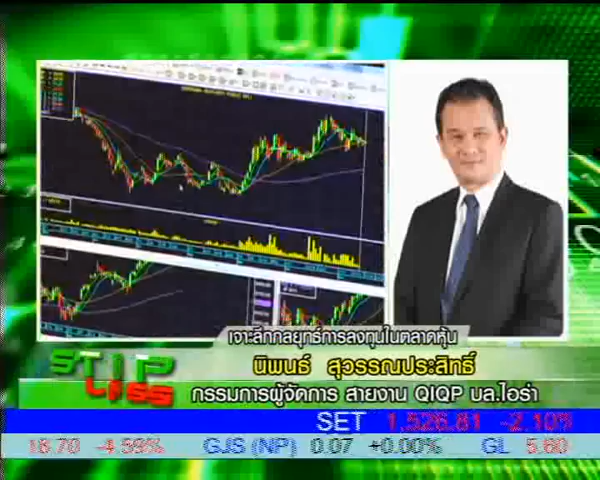 เจาะลึกกลยุทธ์การลงทุนในตลาดหุ้น
STOP
LOSS
นิพนธ์ สุวรรณประสิทธิ์
กรรมการผู้จัดการ สายงาน QIQP บล.ไอร่า
SET 1,526.81 -2.10%
18.70 -4.59% GJS (NP) 0.07 +0.00% GL 5.60